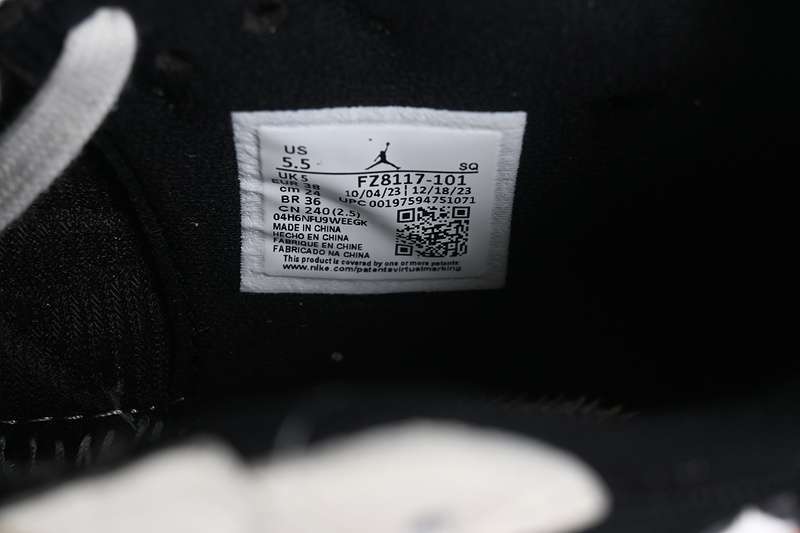 US
5.5
SQ
UK 5
FZ8117-101
EUR 38
10/04/23 | 12/18/23
cm 24
UPC 00197594751071
BR 36
CN 240 (2.5)
04H6NFU9WEEGK
MADE IN CHINA
HECHO EN CHINA
FABRIQUE EN CHINE
FABRICADO NA CHINA
This product is covered by one or more patents:
www.nike.com/patentsvirtualmarking